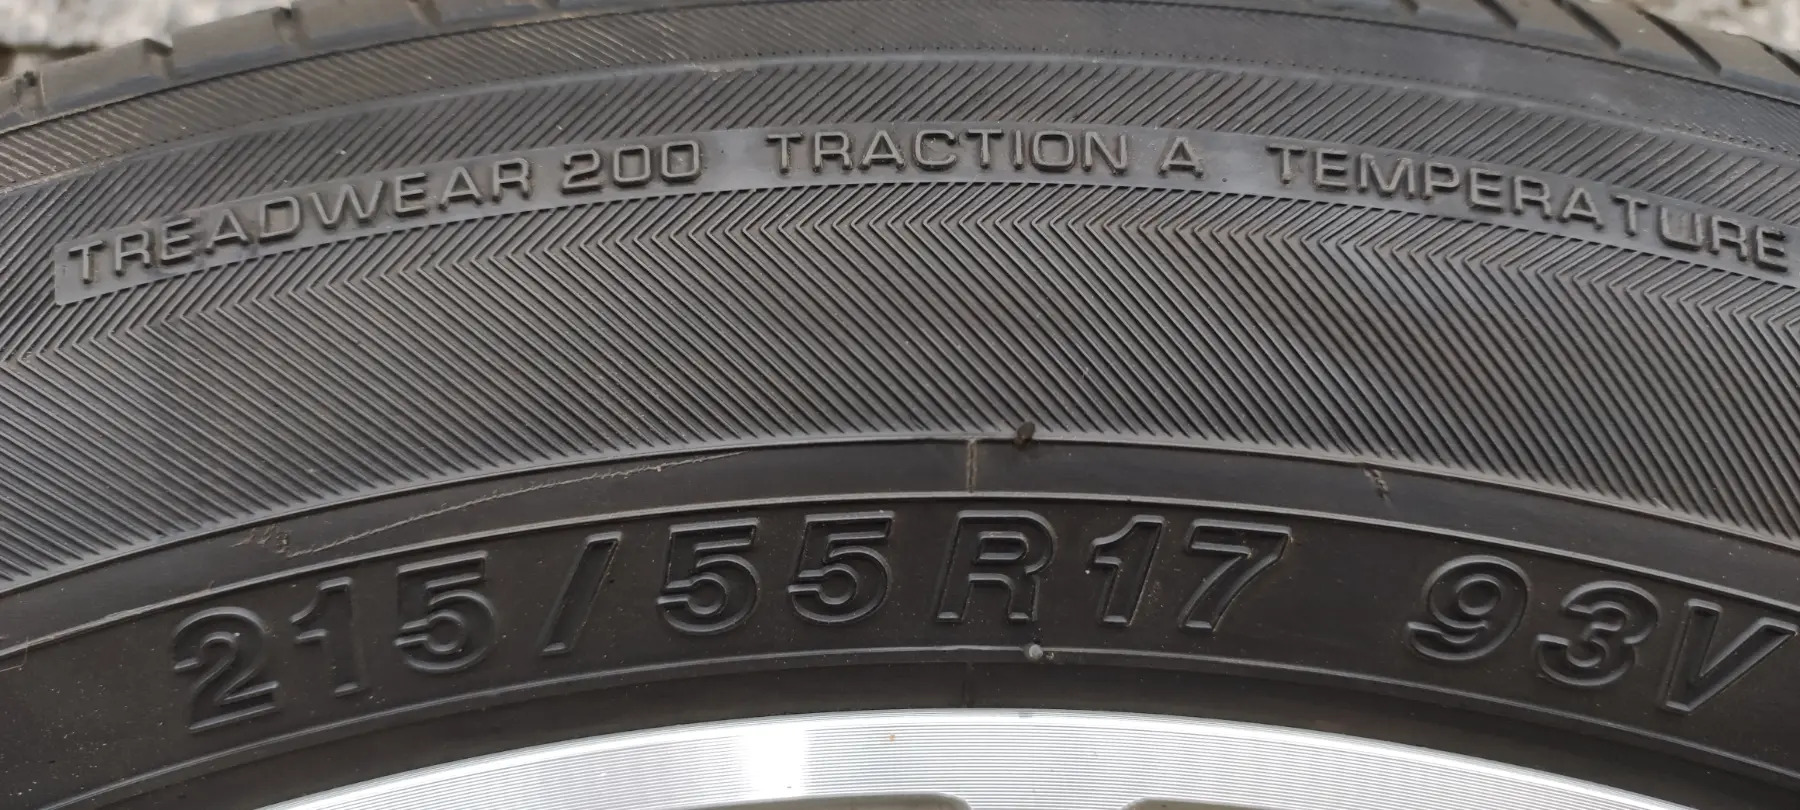 TREADWEAR 200 TRACTION A TEMPERATURE
215/55R17 93V